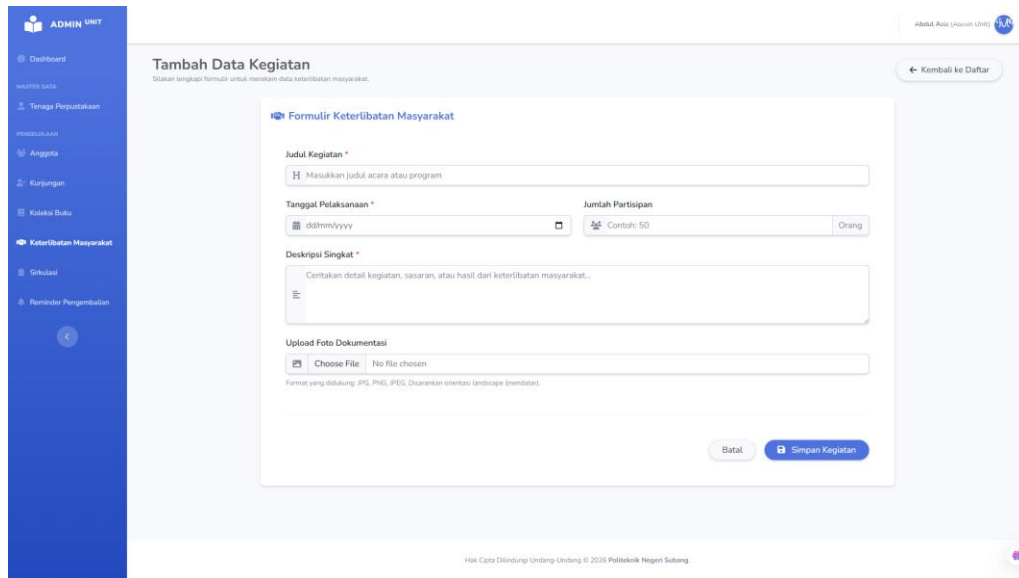 ADMIN UNIT
Abdul Aziz (Admin Unit)
Dashboard
MASTER DATA
Tenaga Perpustakaan
PENGELOLAAN
Anggota
Kunjungan
Koleksi Buku
Keterlibatan Masyarakat
Sirkulasi
Reminder Pengembalian
Tambah Data Kegiatan
Silakan lengkapi formulir untuk merekam data keterlibatan masyarakat.
← Kembali ke Daftar
Formulir Keterlibatan Masyarakat
Judul Kegiatan *
Masukkan judul acara atau program
Tanggal Pelaksanaan * Jumlah Partisipan
dd/mm/yyyy Contoh: 50 Orang
Deskripsi Singkat *
Ceritakan detail kegiatan, sasaran, atau hasil dari keterlibatan masyarakat...
Upload Foto Dokumentasi
Choose File No file chosen
Format yang didukung: JPG, PNG, JPEG, Disarankan orientasi landscape (mendatar).
Batal Simpan Kegiatan
Hak Cipta Dilindungi Undang-Undang © 2026 Politeknik Negeri Subang.